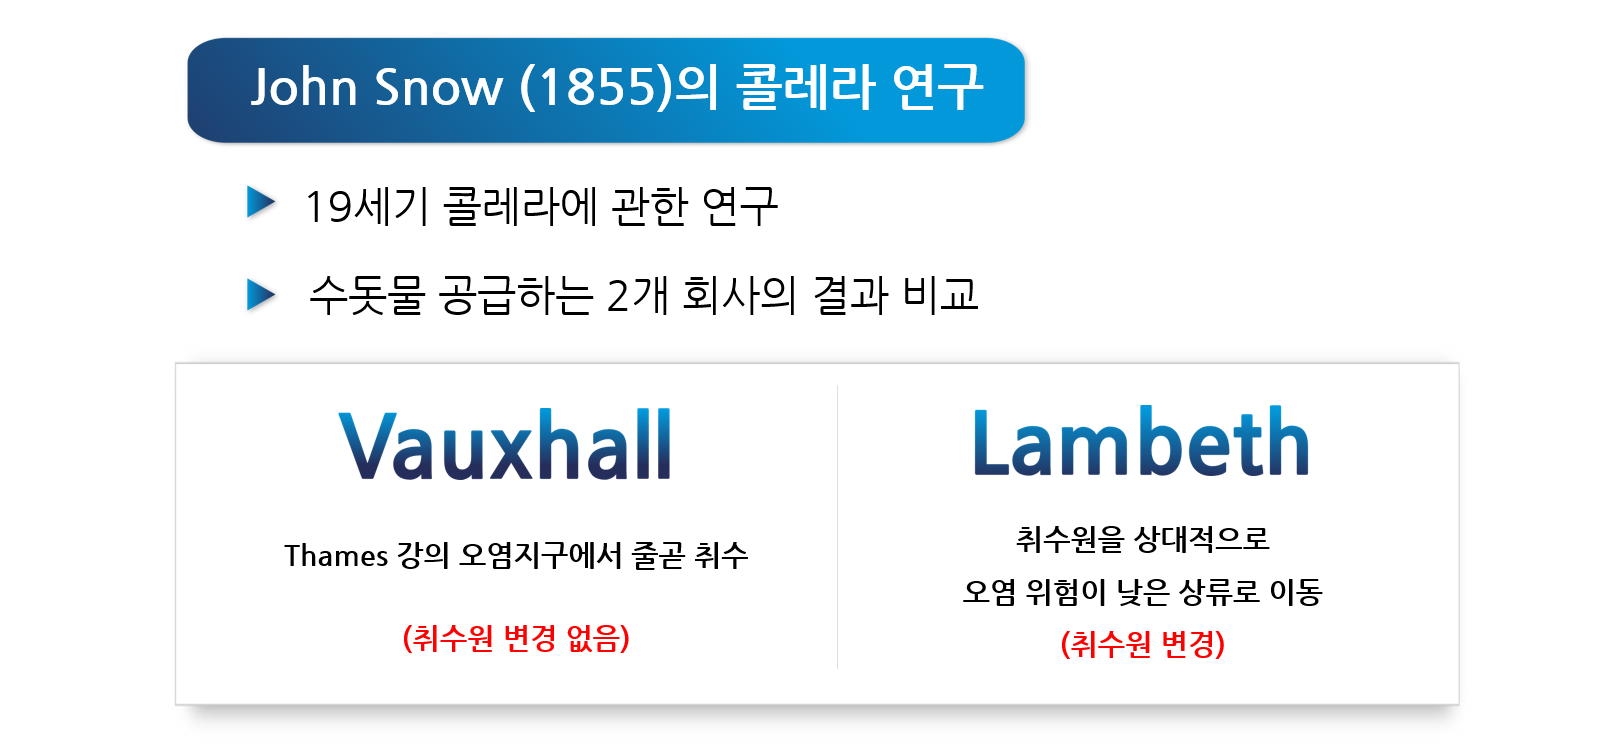 John Snow (1855)의 콜레라 연구
19세기 콜레라에 관한 연구
수돗물 공급하는 2개 회사의 결과 비교
Vauxhall
Thames 강의 오염지구에서 줄곧 취수
(취수원 변경 없음)
Lambeth
취수원을 상대적으로
오염 위험이 낮은 상류로 이동
(취수원 변경)